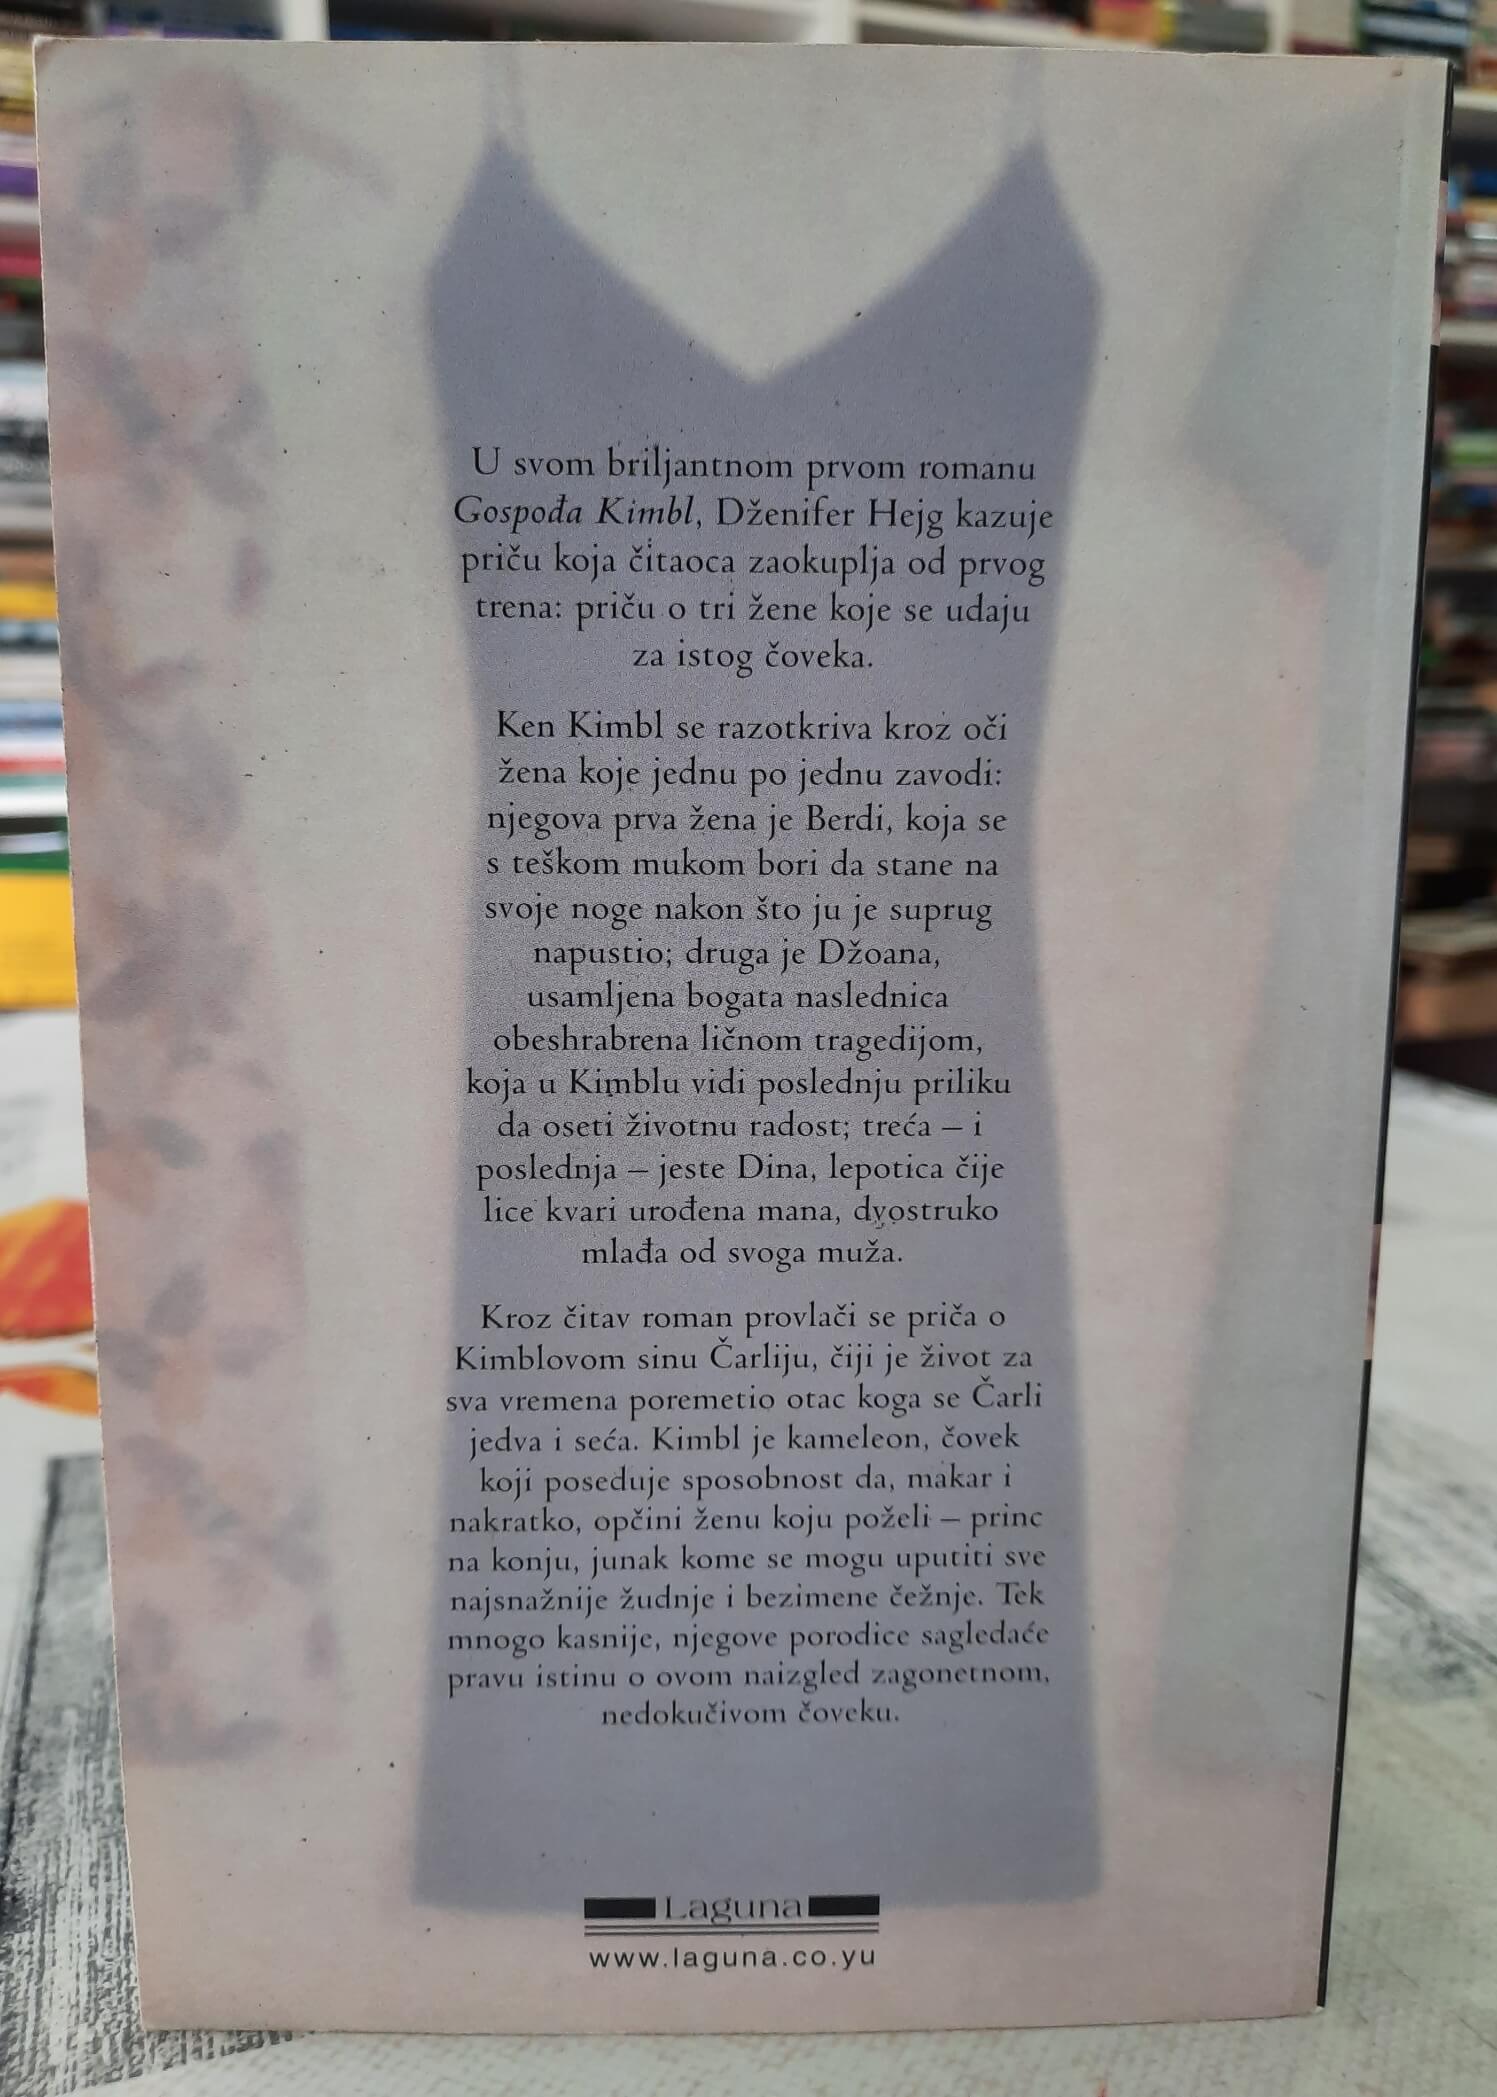 U svom briljantnom prvom romanu
Gospođa Kimbl, Dženifer Hejg kazuje
priču koja čitaoca zaokuplja od prvog
trena: priču o tri žene koje se udaju
za istog čoveka.
Ken Kimbl se razotkriva kroz oči
žena koje jednu po jednu zavodi:
njegova prva žena je Berdi, koja se
s teškom mukom bori da stane na
svoje noge nakon što ju je suprug
napustio; druga je Džoana,
usamljena bogata naslednica
obeshrabrena ličnom tragedijom,
koja u Kimblu vidi poslednju priliku
da oseti životnu radost; treća – i
poslednja – jeste Dina, lepotica čije
lice kvari urođena mana, dvostruko
mlađa od svoga muža.
Kroz čitav roman provlači se priča o
Kimblovom sinu Čarliju, čiji je život za
sva vremena poremetio otac koga se Čarli
jedva i seća. Kimbl je kameleon, čovek
koji poseduje sposobnost da, makar i
nakratko, opčini ženu koju poželi – princ
na konju, junak kome se mogu uputiti sve
najsnažnije žudnje i bezimene čežnje. Tek
mnogo kasnije, njegove porodice sagledaće
pravu istinu o ovom naizgled zagonetnom,
nedokučivom čoveku.
Laguna
www.laguna.co.yu